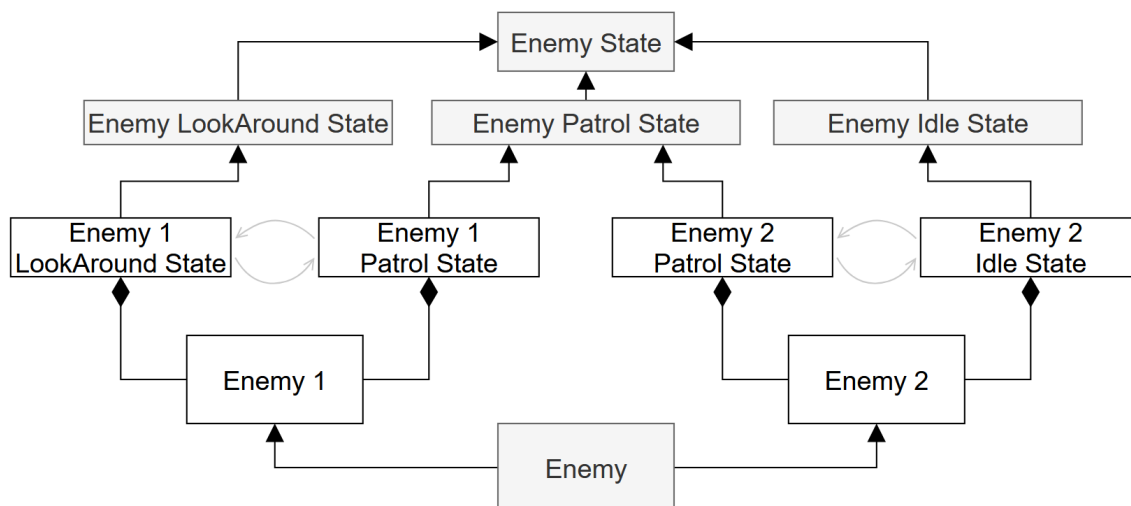 Enemy State
Enemy LookAround State
Enemy Patrol State
Enemy Idle State
Enemy 1
LookAround State
Enemy 1
Patrol State
Enemy 2
Patrol State
Enemy 2
Idle State
Enemy 1
Enemy 2
Enemy